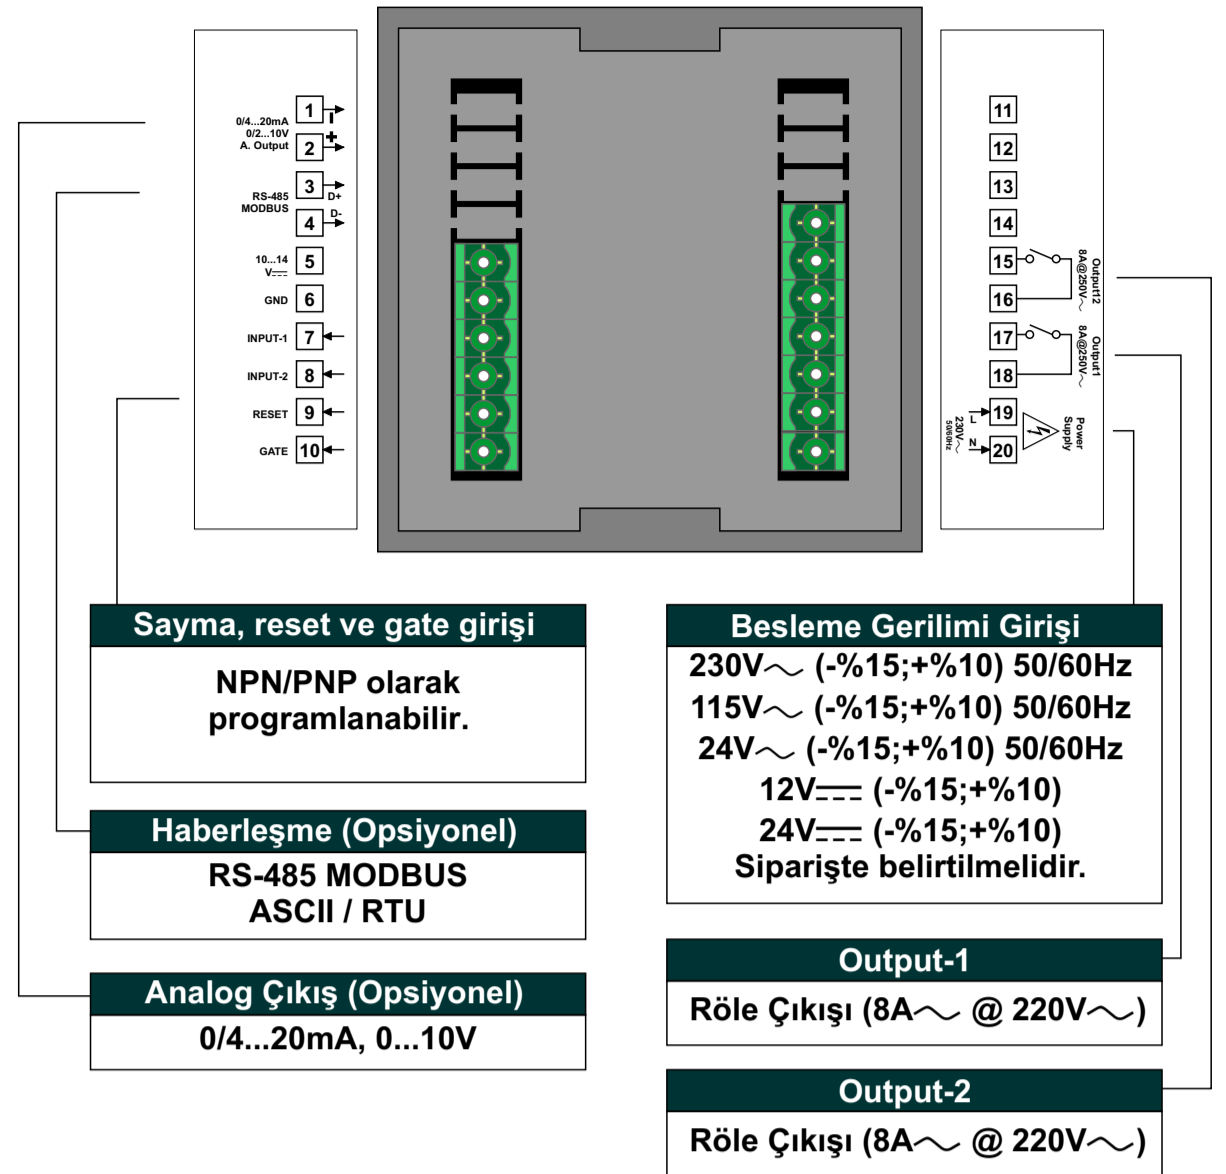 0/4...20mA
0/2...10V
A. Output
1
−
2
+
RS-485
MODBUS
3
D+
4
D-
10...14
V⎓
5
GND
6
INPUT-1
7
INPUT-2
8
RESET
9
GATE
10
11
12
13
14
15
16
Output12
8A@250V~
17
18
Output1
8A@250V~
19
L
20
N
230V~
50/60Hz
Power
Supply
Sayma, reset ve gate girişi
NPN/PNP olarak
programlanabilir.
Haberleşme (Opsiyonel)
RS-485 MODBUS
ASCII / RTU
Analog Çıkış (Opsiyonel)
0/4...20mA, 0...10V
Besleme Gerilimi Girişi
230V~ (-%15;+%10) 50/60Hz
115V~ (-%15;+%10) 50/60Hz
24V~ (-%15;+%10) 50/60Hz
12V⎓ (-%15;+%10)
24V⎓ (-%15;+%10)
Siparişte belirtilmelidir.
Output-1
Röle Çıkışı (8A~ @ 220V~)
Output-2
Röle Çıkışı (8A~ @ 220V~)